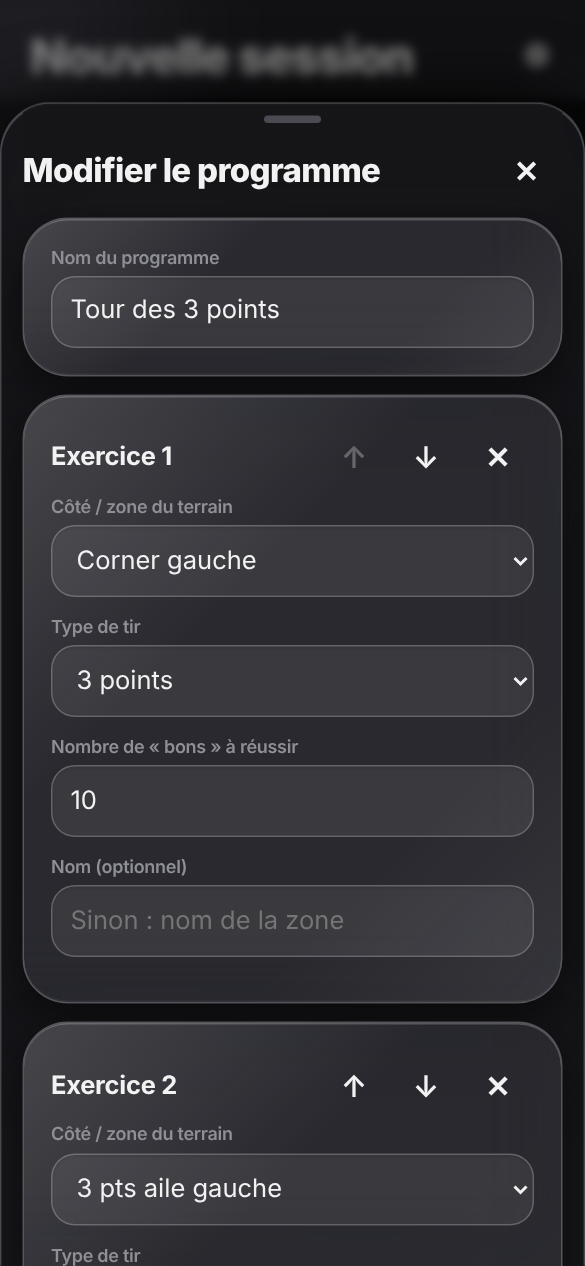 Nouvelle session
Modifier le programme
Nom du programme
Tour des 3 points
Exercice 1
Côté / zone du terrain
Corner gauche
Type de tir
3 points
Nombre de « bons » à réussir
10
Nom (optionnel)
Sinon : nom de la zone
Exercice 2
Côté / zone du terrain
3 pts aile gauche
Type de tir